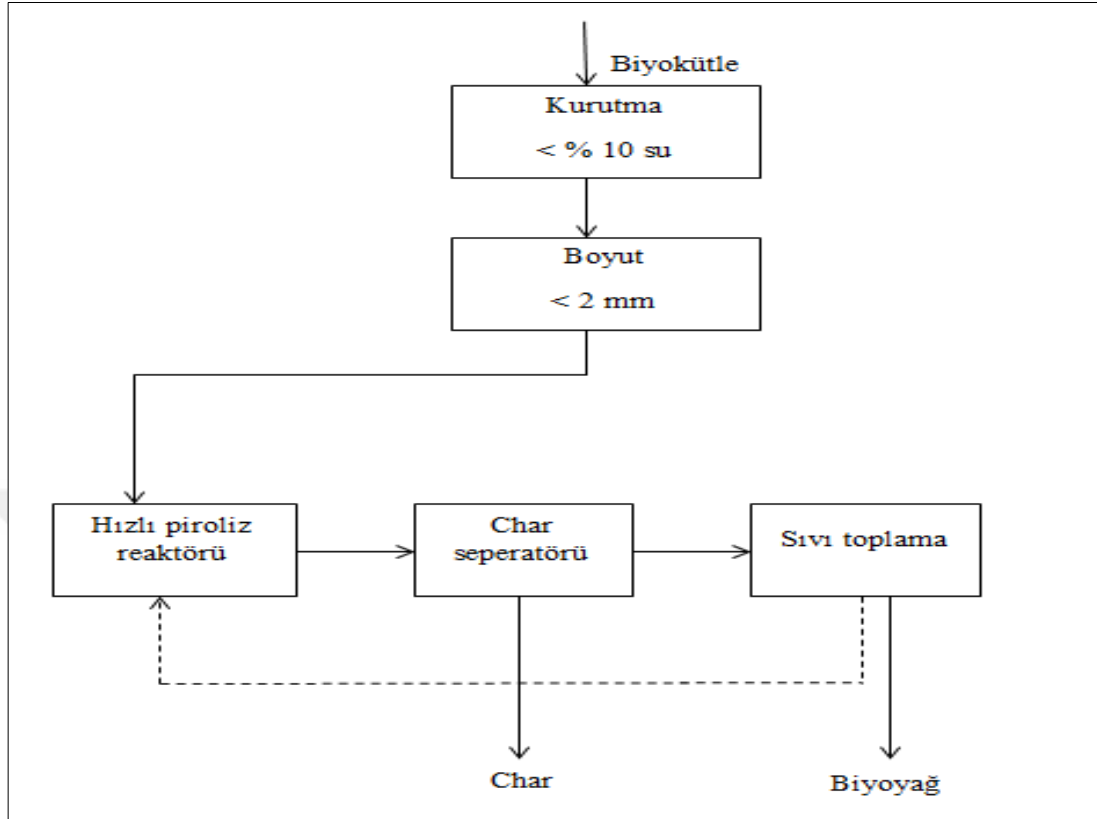 Biyokütle
Kurutma
< % 10 su
Boyut
< 2 mm
Hızlı piroliz
reaktörü
Char
seperatörü
Sıvı toplama
Char
Biyoyağ